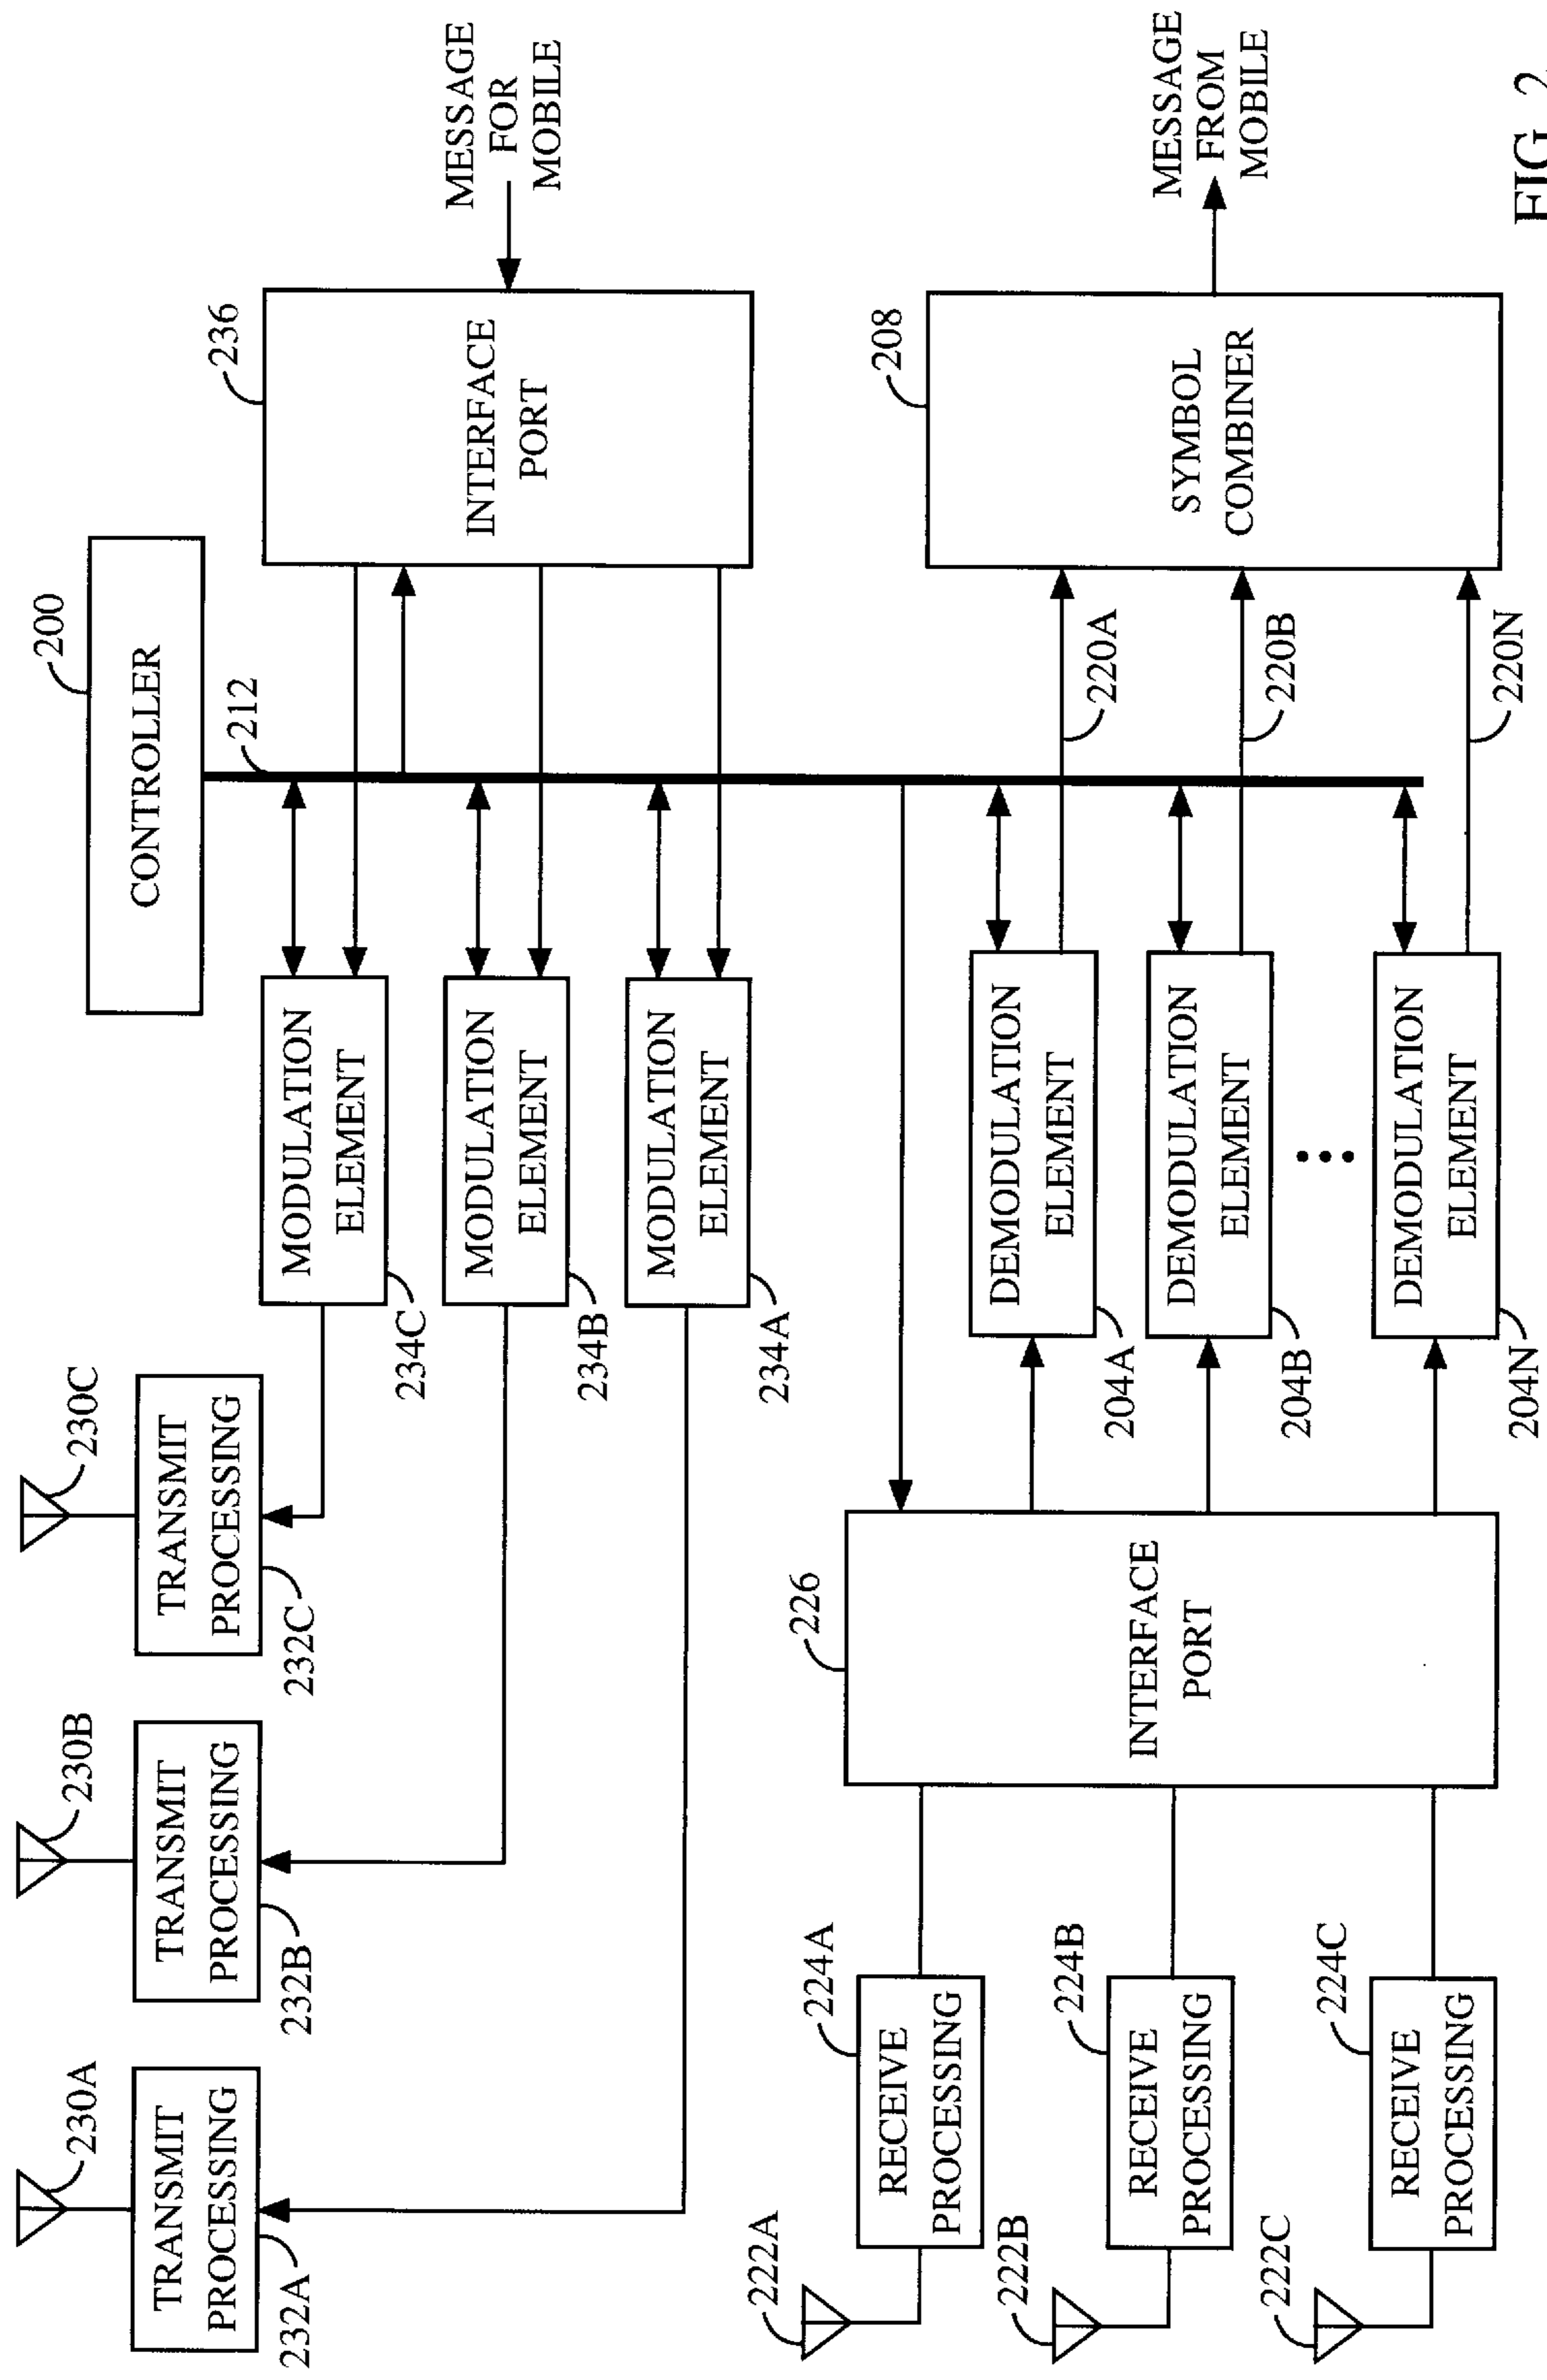 200
CONTROLLER
212
236
INTERFACE
PORT
MESSAGE
FOR
MOBILE
230A
TRANSMIT
PROCESSING
232A
230B
TRANSMIT
PROCESSING
232B
230C
TRANSMIT
PROCESSING
232C
MODULATION
ELEMENT
234C
MODULATION
ELEMENT
234B
MODULATION
ELEMENT
234A
222A
224A
RECEIVE
PROCESSING
222B
224B
RECEIVE
PROCESSING
222C
224C
RECEIVE
PROCESSING
226
INTERFACE
PORT
DEMODULATION
ELEMENT
204A
DEMODULATION
ELEMENT
204B
•••
DEMODULATION
ELEMENT
204N
220A
220B
220N
208
SYMBOL
COMBINER
MESSAGE
FROM
MOBILE
FIG. 2